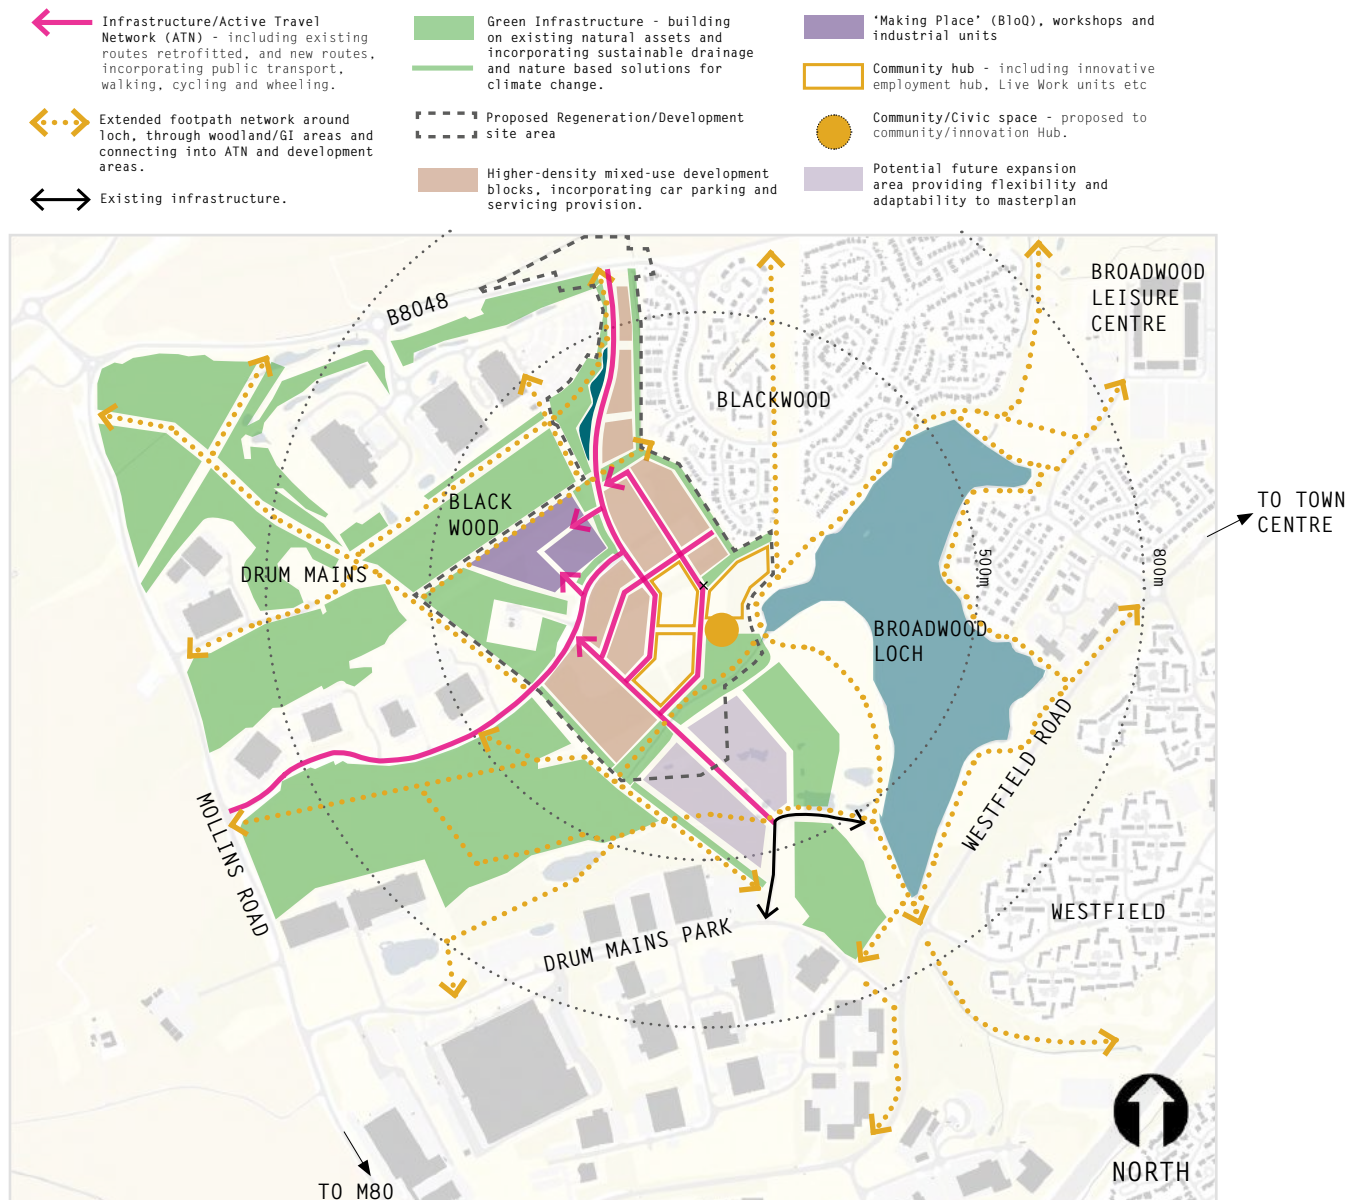 Infrastructure/Active Travel
Network (ATN) - including existing
routes retrofitted, and new routes,
incorporating public transport,
walking, cycling and wheeling.
Extended footpath network around
loch, through woodland/GI areas and
connecting into ATN and development
areas.
Existing infrastructure.
Green Infrastructure - building
on existing natural assets and
incorporating sustainable drainage
and nature based solutions for
climate change.
Proposed Regeneration/Development
site area
Higher-density mixed-use development
blocks, incorporating car parking and
servicing provision.
‘Making Place’ (BloQ), workshops and
industrial units
Community hub - including innovative
employment hub, Live Work units etc
Community/Civic space - proposed to
community/innovation Hub.
Potential future expansion
area providing flexibility and
adaptability to masterplan
BROADWOOD
LEISURE
CENTRE
B8048
BLACKWOOD
BLACK
WOOD
TO TOWN
CENTRE
500m
800m
DRUM MAINS
BROADWOOD
LOCH
WESTFIELD ROAD
MOLLINS ROAD
WESTFIELD
DRUM MAINS PARK
NORTH
TO M80